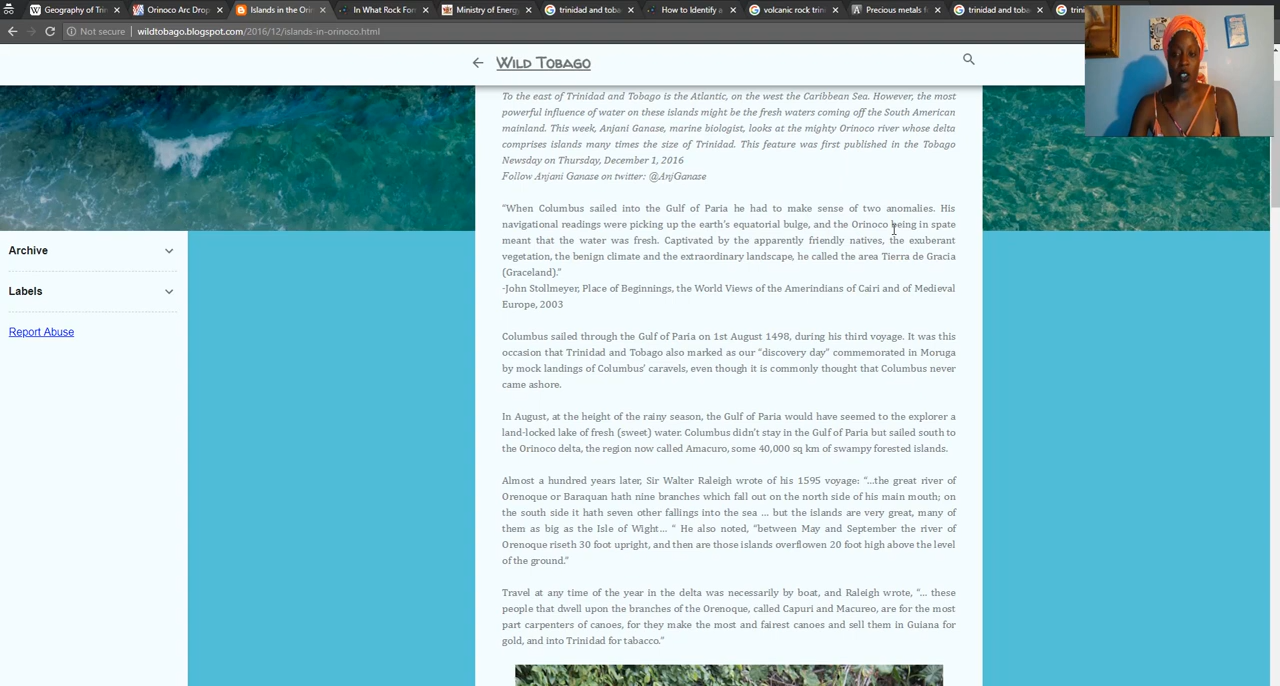 Geography of Tri
Orinoco Arc Drop
Islands in the Ori
In What Rock For
Ministry of Energy
trinidad and toba
How to Identify a
volcanic rock trin
Precious metals f
trinidad and toba
trini
Not secure | wildtobago.blogspot.com/2016/12/islands-in-orinoco.html
WILD TOBAGO
To the east of Trinidad and Tobago is the Atlantic, on the west the Caribbean Sea. However, the most
powerful influence of water on these islands might be the fresh waters coming off the South American
mainland. This week, Anjani Ganase, marine biologist, looks at the mighty Orinoco river whose delta
comprises islands many times the size of Trinidad. This feature was first published in the Tobago
Newsday on Thursday, December 1, 2016
Follow Anjani Ganase on twitter: @AnjGanase
“When Columbus sailed into the Gulf of Paria he had to make sense of two anomalies. His
navigational readings were picking up the earth’s equatorial bulge, and the Orinoco being in spate
meant that the water was fresh. Captivated by the apparently friendly natives, the exuberant
vegetation, the benign climate and the extraordinary landscape, he called the area Tierra de Gracia
(Graceland).”
-John Stollmeyer, Place of Beginnings, the World Views of the Amerindians of Cairi and of Medieval
Europe, 2003
Columbus sailed through the Gulf of Paria on 1st August 1498, during his third voyage. It was this
occasion that Trinidad and Tobago also marked as our “discovery day” commemorated in Moruga
by mock landings of Columbus’ caravels, even though it is commonly thought that Columbus never
came ashore.
In August, at the height of the rainy season, the Gulf of Paria would have seemed to the explorer a
land-locked lake of fresh (sweet) water. Columbus didn’t stay in the Gulf of Paria but sailed south to
the Orinoco delta, the region now called Amacuro, some 40,000 sq km of swampy forested islands.
Almost a hundred years later, Sir Walter Raleigh wrote of his 1595 voyage: “…the great river of
Orenoque or Baraquan hath nine branches which fall out on the north side of his main mouth; on
the south side it hath seven other fallings into the sea … but the islands are very great, many of
them as big as the Isle of Wight… “ He also noted, “between May and September the river of
Orenoque riseth 30 foot upright, and then are those islands overflowen 20 foot high above the level
of the ground.”
Travel at any time of the year in the delta was necessarily by boat, and Raleigh wrote, “… these
people that dwell upon the branches of the Orenoque, called Capuri and Macureo, are for the most
part carpenters of canoes, for they make the most and fairest canoes and sell them in Guiana for
gold, and into Trinidad for tabacco.”
Archive
Labels
Report Abuse